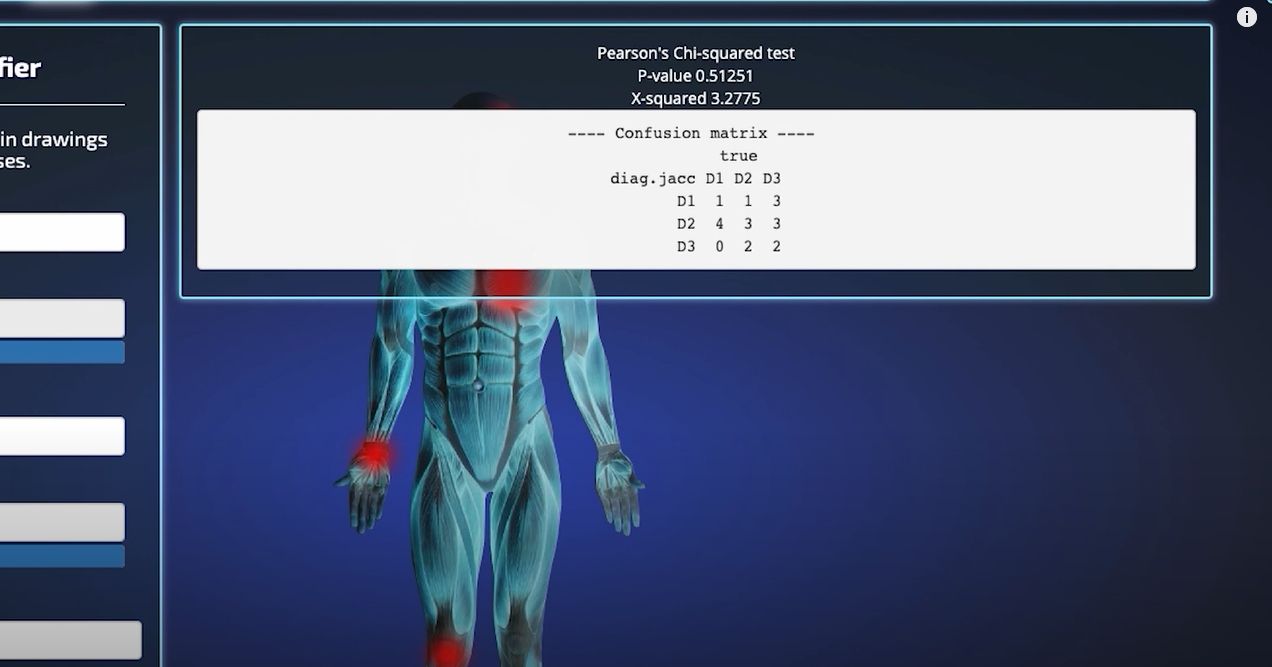 fier
in drawings
ses.
Pearson's Chi-squared test
P-value 0.51251
X-squared 3.2775
---- Confusion matrix ----
true
diag.jacc D1 D2 D3
D1 1 1 3
D2 4 3 3
D3 0 2 2
i